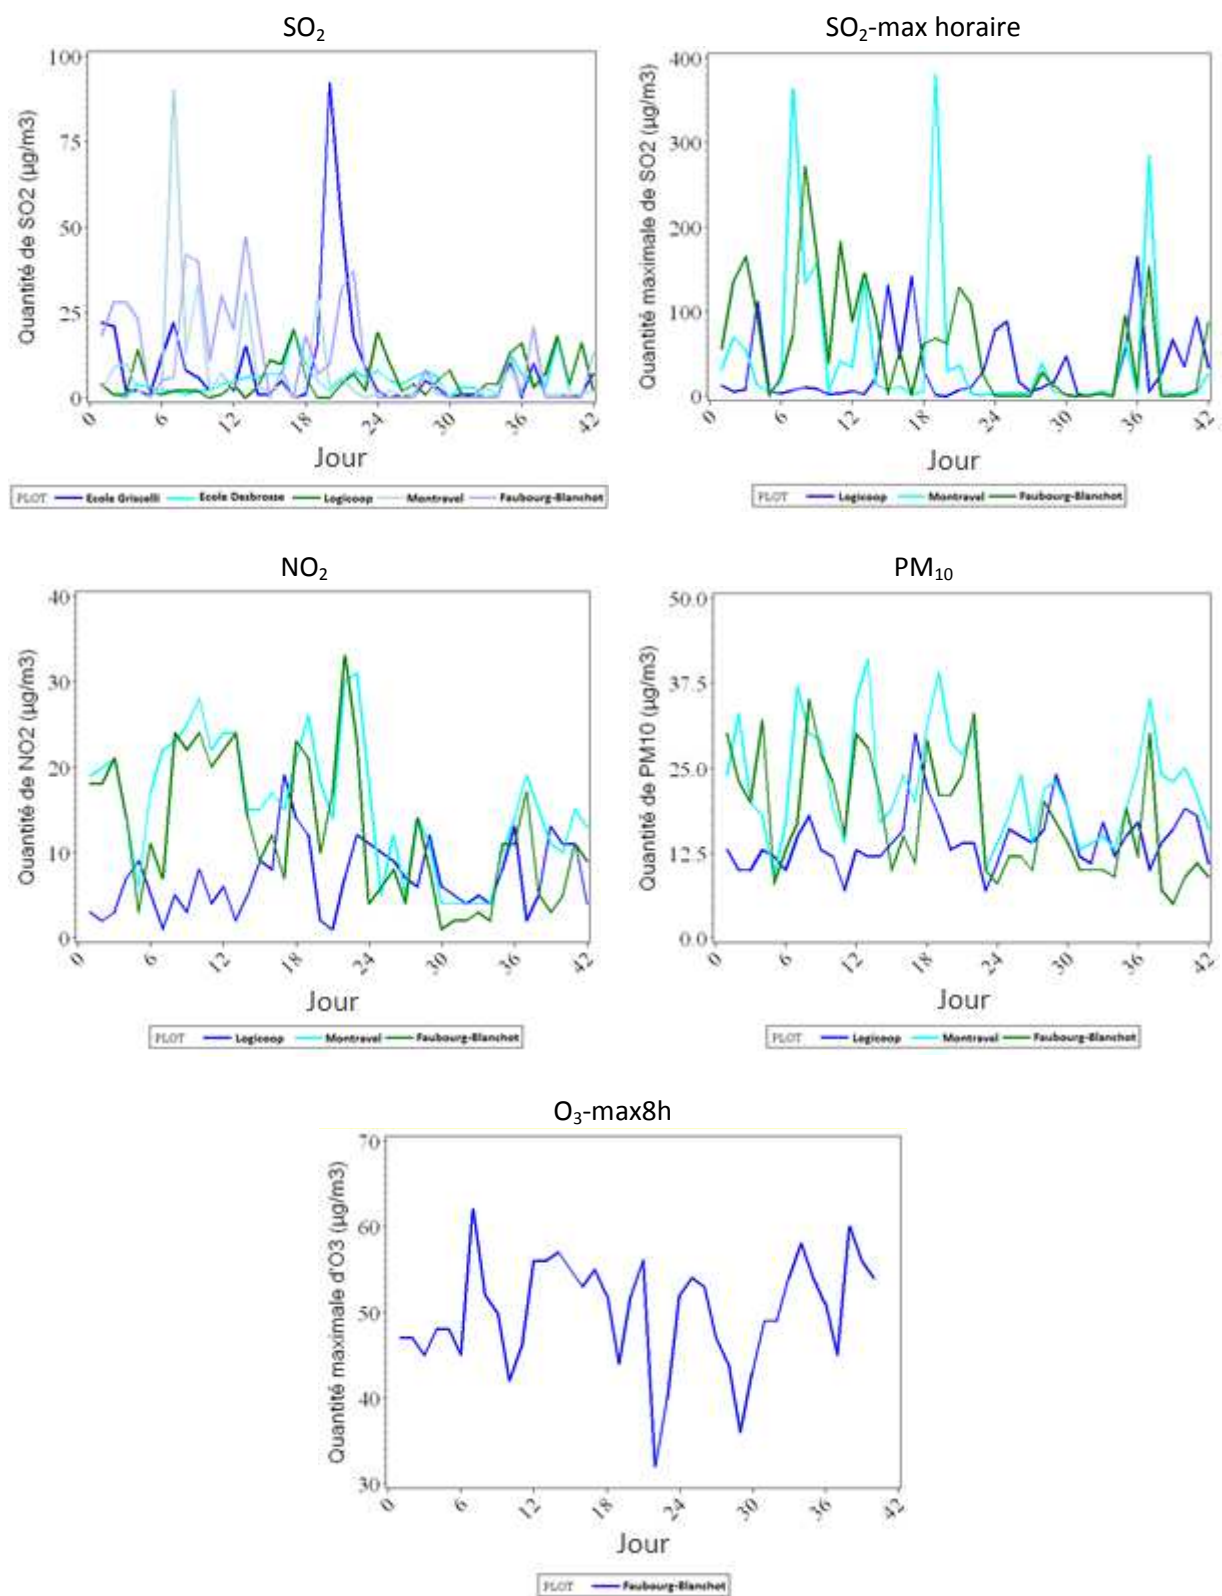 SO2
Quantité de SO2 (µg/m3)
100
75
50
25
0
0 6 12 18 24 30 36 42
Jour
PLOT Ecole Griscelli Ecole Desbrosse Logicoop Montravel Faubourg-Blanchot
SO2-max horaire
Quantité maximale de SO2 (µg/m3)
400
300
200
100
0
0 6 12 18 24 30 36 42
Jour
PLOT Logicoop Montravel Faubourg-Blanchot
NO2
Quantité de NO2 (µg/m3)
40
30
20
10
0
0 6 12 18 24 30 36 42
Jour
PLOT Logicoop Montravel Faubourg-Blanchot
PM10
Quantité de PM10 (µg/m3)
50.0
37.5
25.0
12.5
0.0
0 6 12 18 24 30 36 42
Jour
PLOT Logicoop Montravel Faubourg-Blanchot
O3-max8h
Quantité maximale d'O3 (µg/m3)
70
60
50
40
30
0 6 12 18 24 30 36 42
Jour
PLOT Faubourg-Blanchot